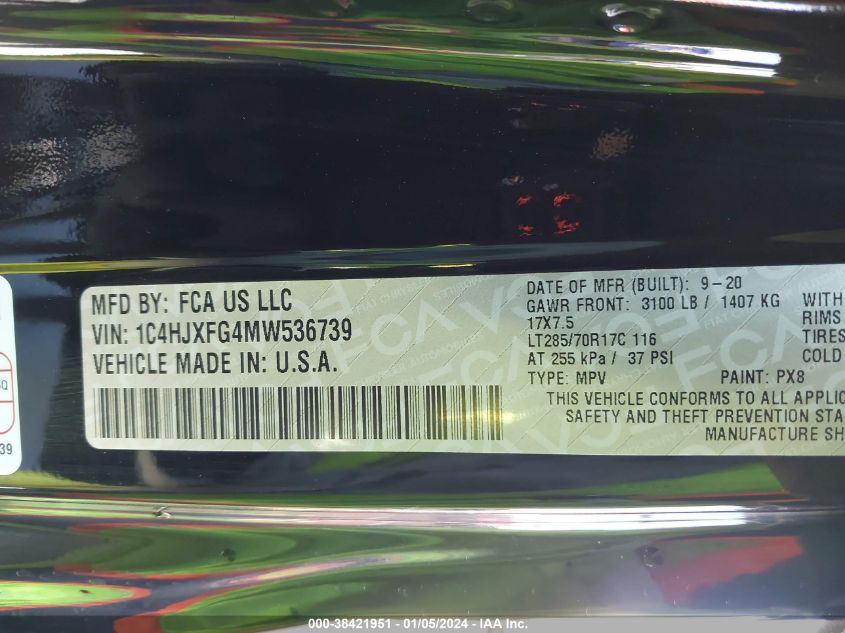 MFD BY: FCA US LLC
VIN: 1C4HJXFG4MW536739
VEHICLE MADE IN: U.S.A.
DATE OF MFR (BUILT): 9-20
GAWR FRONT: 3100 LB / 1407 KG
WITH
17X7.5
RIMS
LT285/70R17C 116
TIRES
AT 255 kPa / 37 PSI
COLD
TYPE: MPV
PAINT: PX8
THIS VEHICLE CONFORMS TO ALL APPLIC
SAFETY AND THEFT PREVENTION STA
MANUFACTURE SH
39
000-38421951 - 01/05/2024 - IAA Inc.